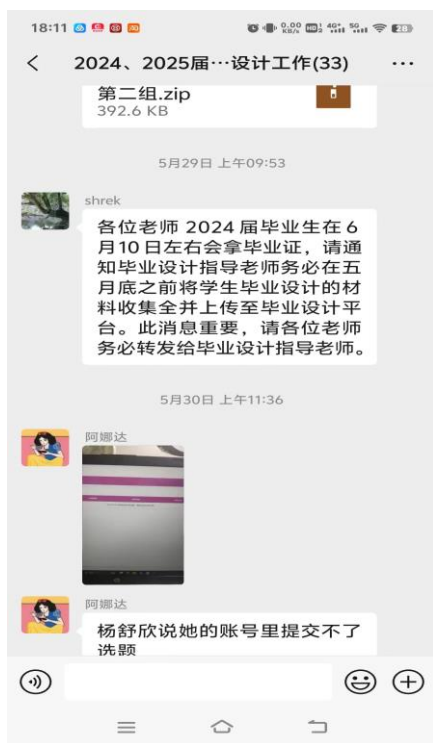 18:11
0.00
KB/s
HD
4G
5G
20
2024、2025届…设计工作(33)
第二组.zip
392.6 KB
5月29日 上午09:53
shrek
各位老师 2024 届毕业生在 6
月10 日左右会拿毕业证，请通
知毕业设计指导老师务必在五
月底之前将学生毕业设计的材
料收集全并上传至毕业设计平
台。此消息重要，请各位老师
务必转发给毕业设计指导老师。
5月30日 上午11:36
阿娜达
阿娜达
杨舒欣说她的账号里提交不了
选题